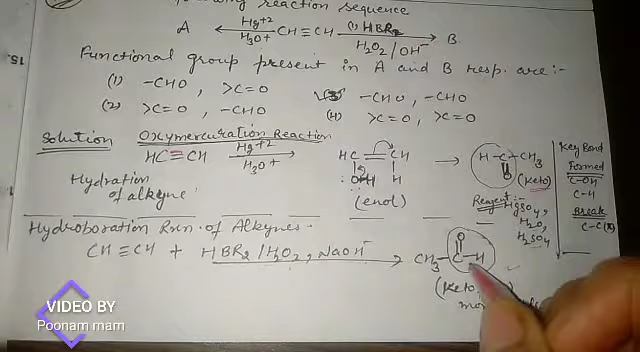 following reaction sequence
A ←Hg+2/H3O+ CH≡CH (1) HBR2/H2O2/OH⁻→ B
Functional group present in A and B resp. are:-
(1) -CHO, >C=O (3) -CHO, -CHO
(2) >C=O, -CHO (4) >C=O, >C=O
Solution Oxymercuration Reaction
HC≡CH Hg+2/H3O+→ HC=CH → H-C-CH3
:OH H O (Keto)
Hydration of alkyne (enol)
Reagent:- HgSO4, H2O, H2SO4
Key Bond
Formed
C-OH
C-H
Break
C-C(π)
Hydroboration Rxn. of Alkynes.
CH≡CH + HBR2/H2O2, NaOH → CH3-C-H
O
(Keto
VIDEO BY
Poonam mam
15.